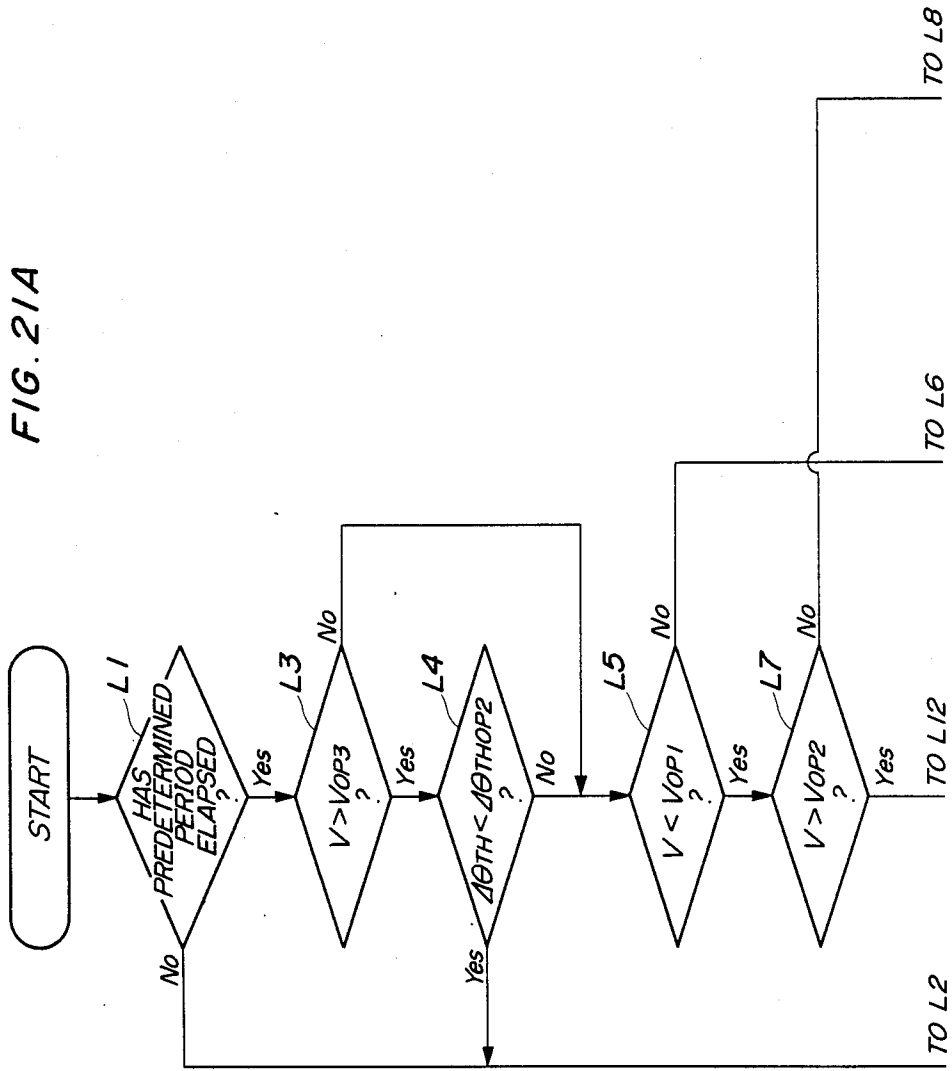 FIG. 21A
START
L1
HAS
PREDETERMINED
PERIOD
ELAPSED
?
No
Yes
L3
V > VOP3
?
No
Yes
L4
ΔθTH < ΔθTHOP2
?
Yes
No
L5
V < VOP1
?
No
Yes
L7
V > VOP2
?
No
Yes
TO L2
TO L12
TO L6
TO L8